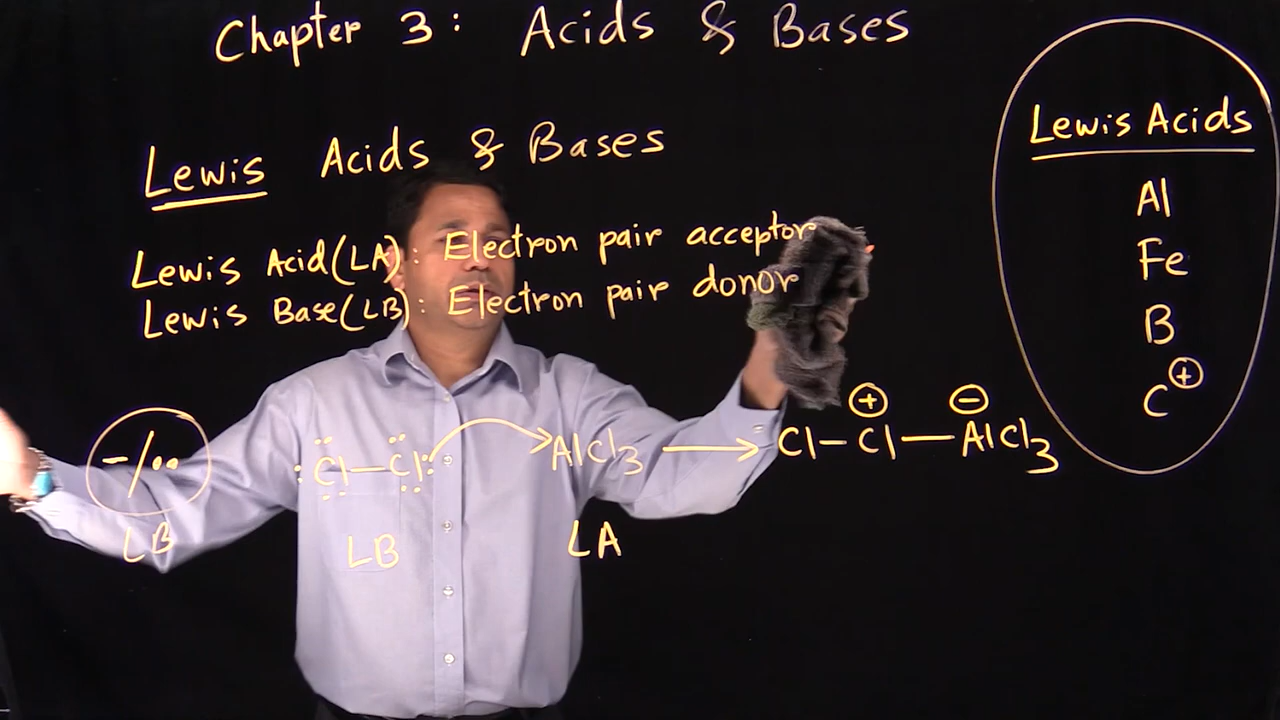 Chapter 3: Acids & Bases
Lewis Acids & Bases
Lewis Acid(LA): Electron pair acceptor
Lewis Base(LB): Electron pair donor
-/..
LB
:Cl—Cl: AlCl3 → Cl—Cl—AlCl3
⊕ ⊖
LB LA
Lewis Acids
Al
Fe
B
C⊕